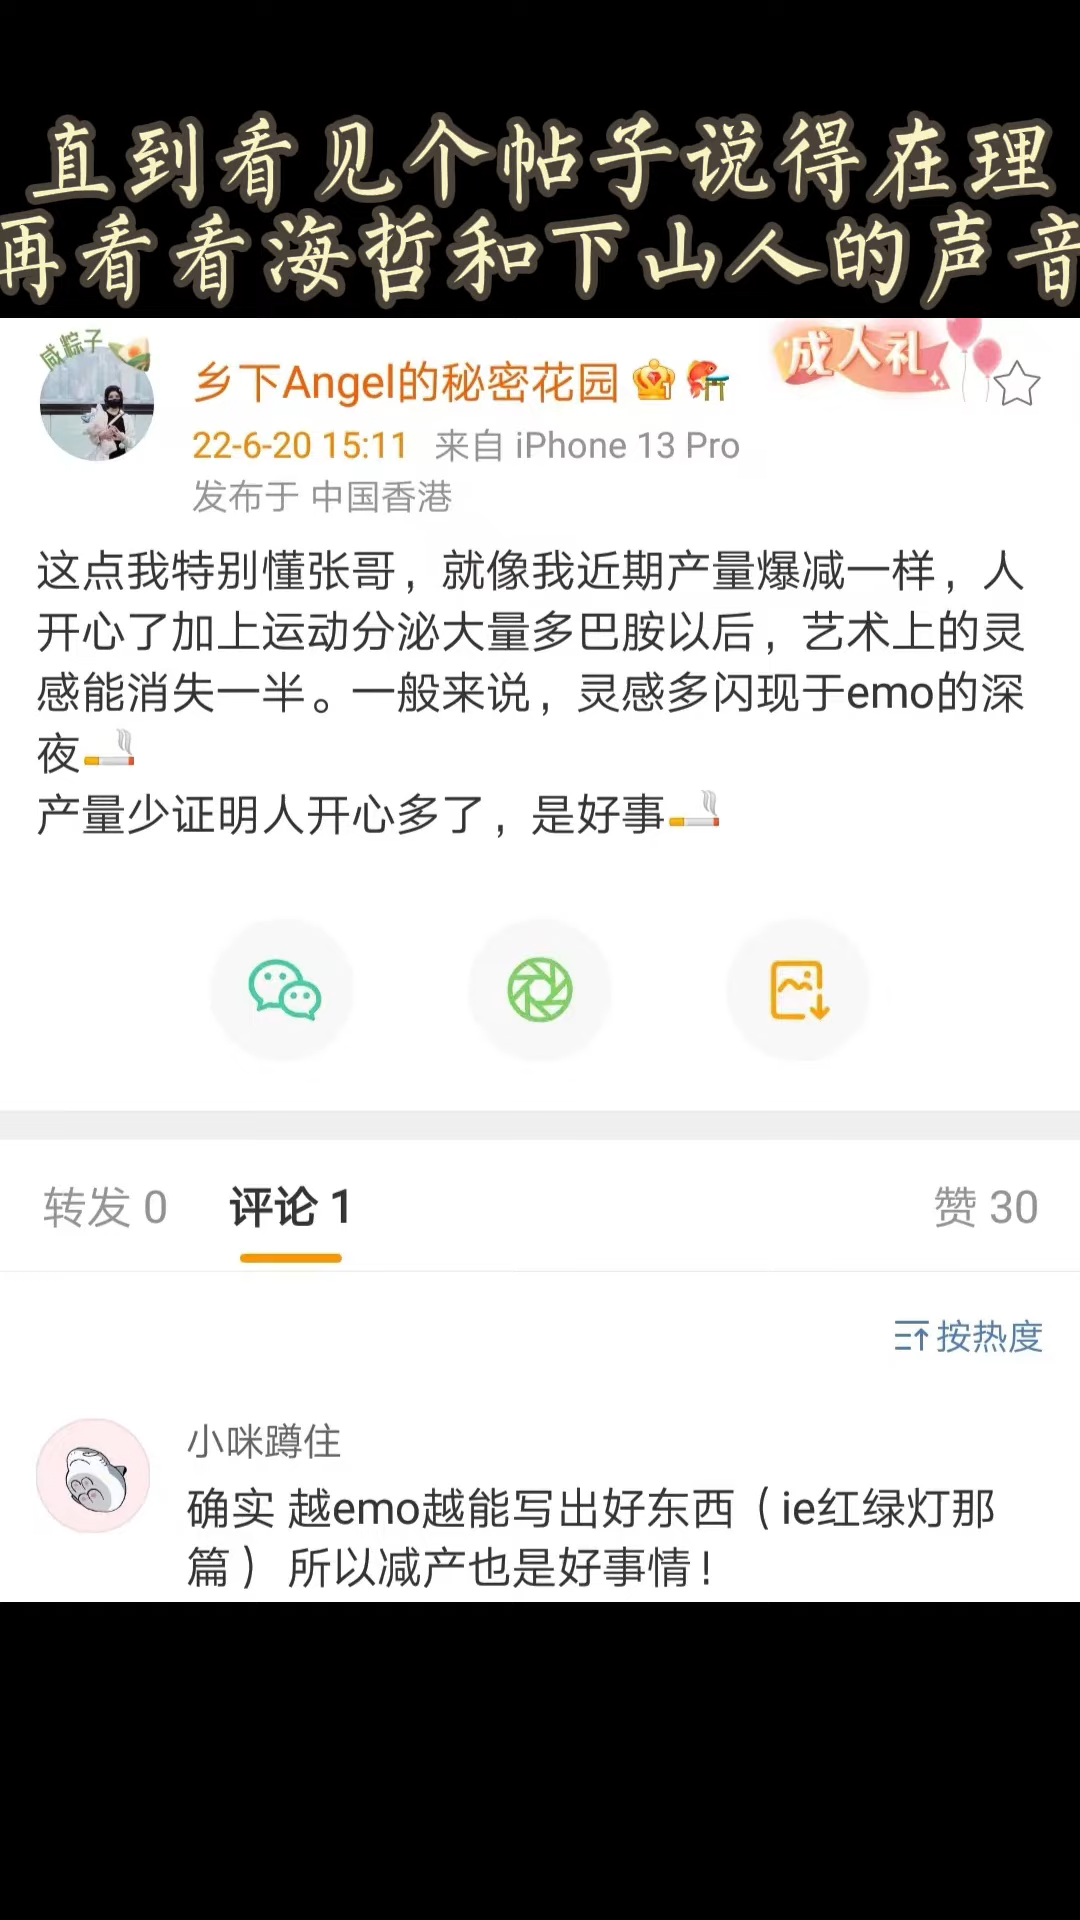 直到看见个帖子说得在理
再看看海哲和下山人的声音
咸粽子
成人礼
乡下Angel的秘密花园
22-6-20 15:11 来自 iPhone 13 Pro
发布于 中国香港
这点我特别懂张哥，就像我近期产量爆减一样，人
开心了加上运动分泌大量多巴胺以后，艺术上的灵
感能消失一半。一般来说，灵感多闪现于emo的深
夜🚬
产量少证明人开心多了，是好事🚬
转发 0 评论 1 赞 30
按热度
小咪蹲住
确实 越emo越能写出好东西（ie红绿灯那
篇） 所以减产也是好事情！